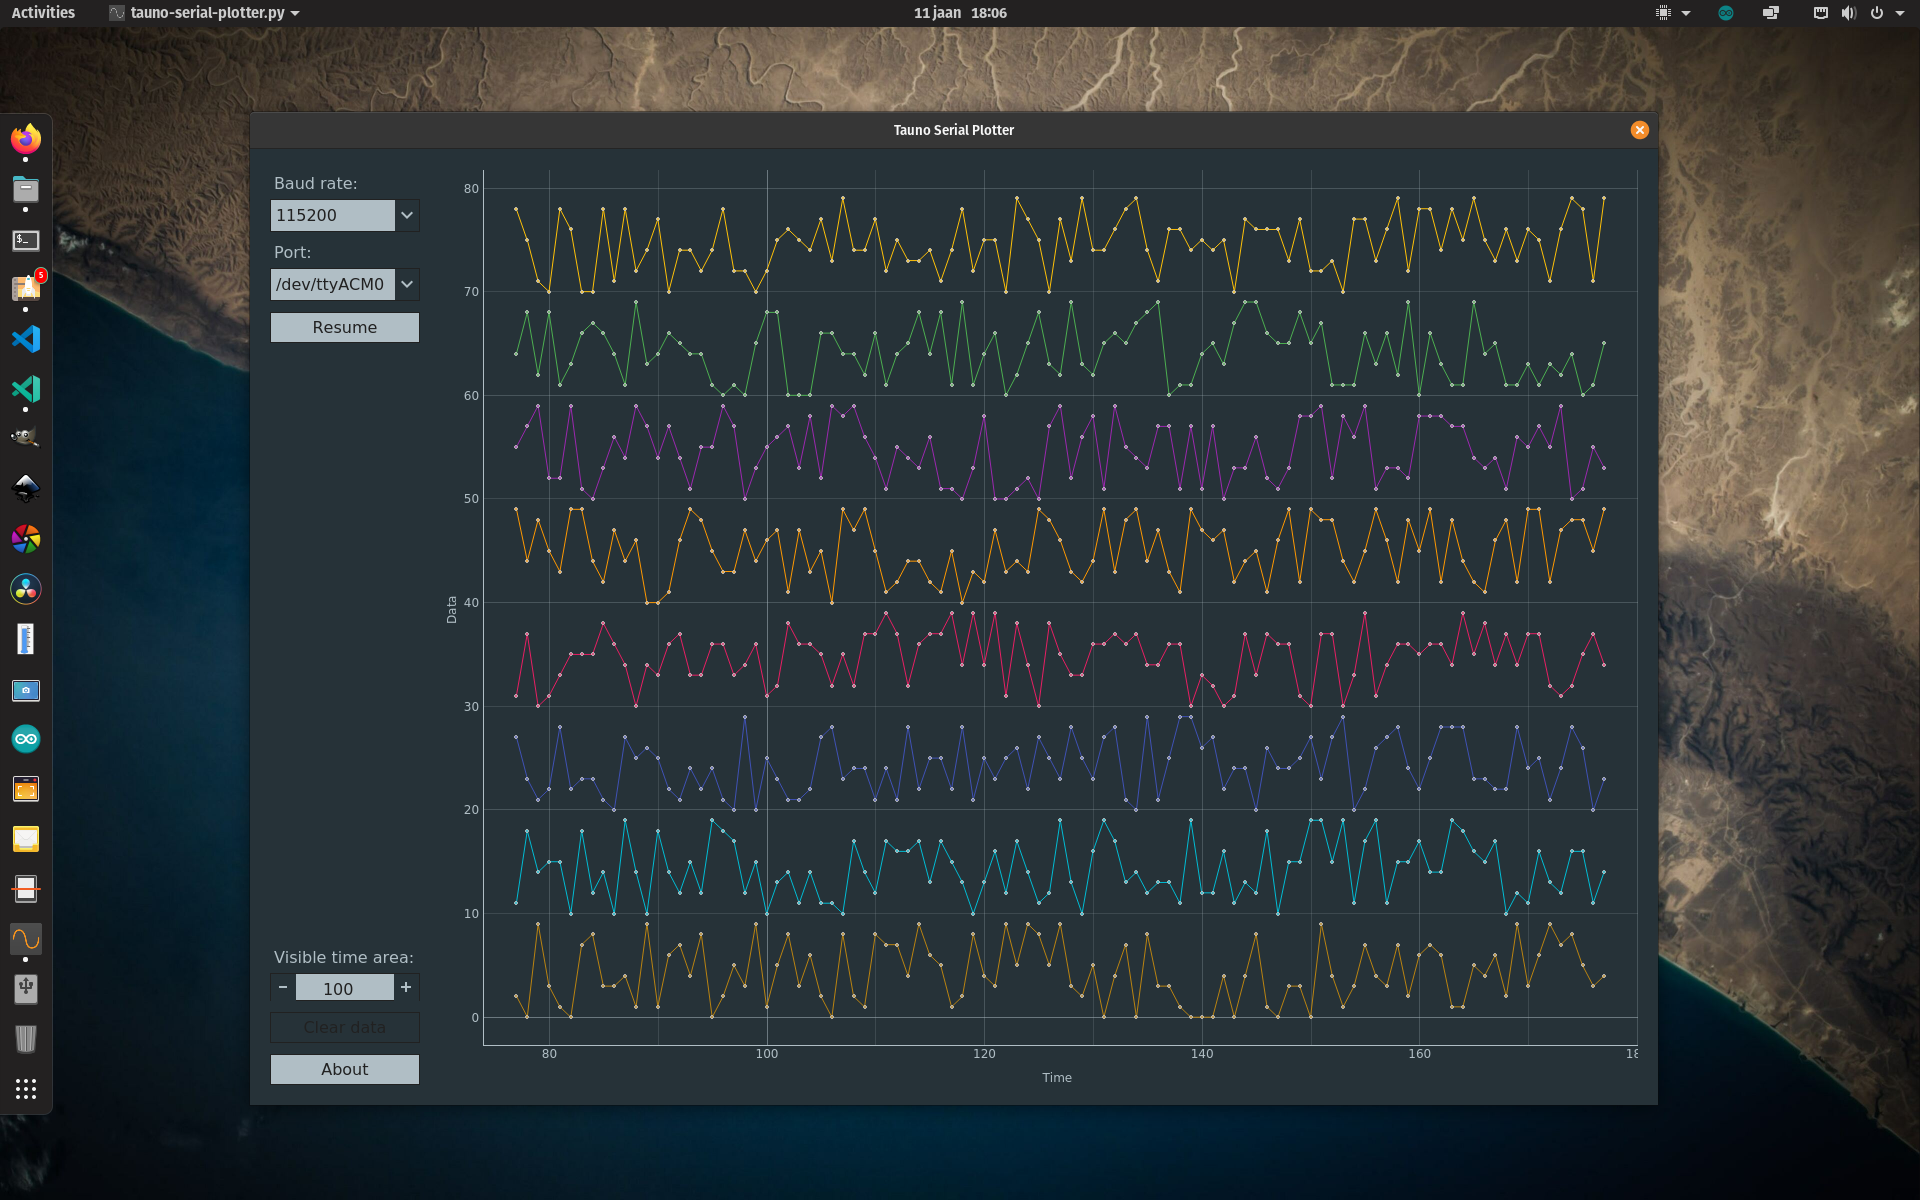 Activities
tauno-serial-plotter.py
11 jaan 18:06
Tauno Serial Plotter
5
$_
Baud rate:
115200
Port:
/dev/ttyACM0
Resume
Visible time area:
− 100 +
Clear data
About
80
70
60
50
40
30
20
10
0
Data
80 100 120 140 160 18
Time